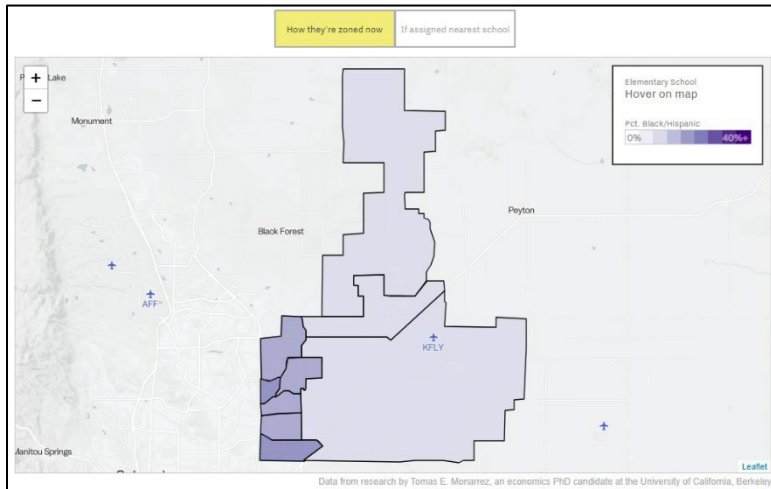 How they're zoned now
If assigned nearest school
+
−
Lake
Monument
Elementary School
Hover on map
Pct. Black/Hispanic
0%
40%+
Peyton
Black Forest
AFF
KFLY
Manitou Springs
Leaflet
Data from research by Tomas E. Monarrez, an economics PhD candidate at the University of California, Berkeley